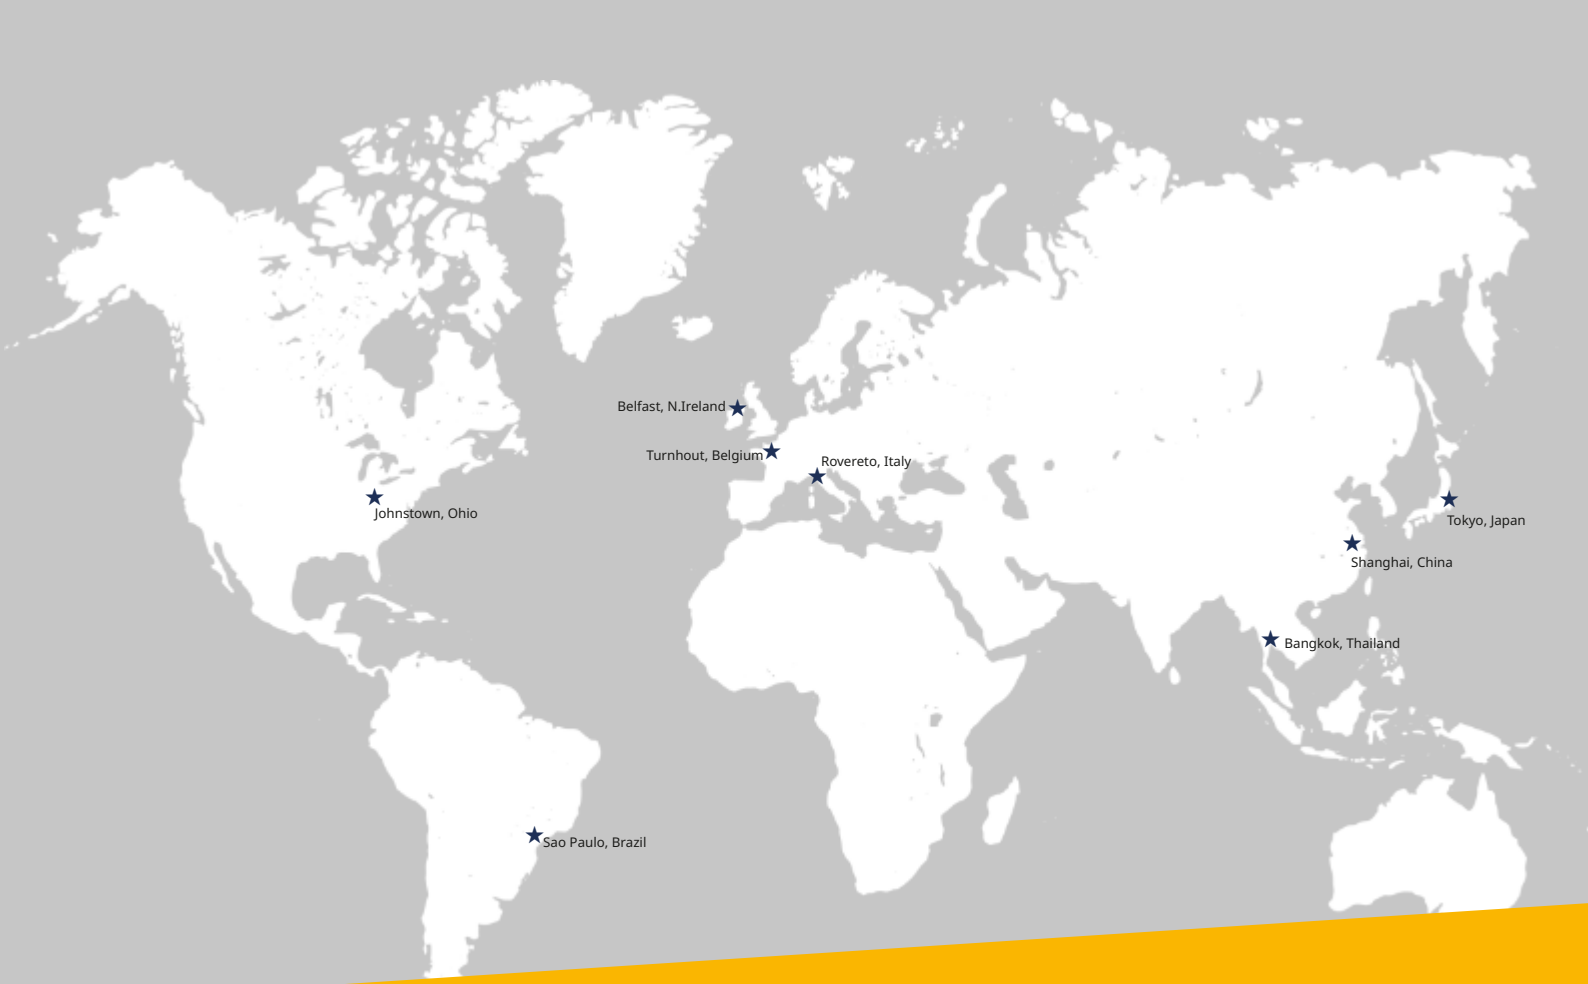 Belfast, N.Ireland
Turnhout, Belgium
Rovereto, Italy
Johnstown, Ohio
Tokyo, Japan
Shanghai, China
Bangkok, Thailand
Sao Paulo, Brazil